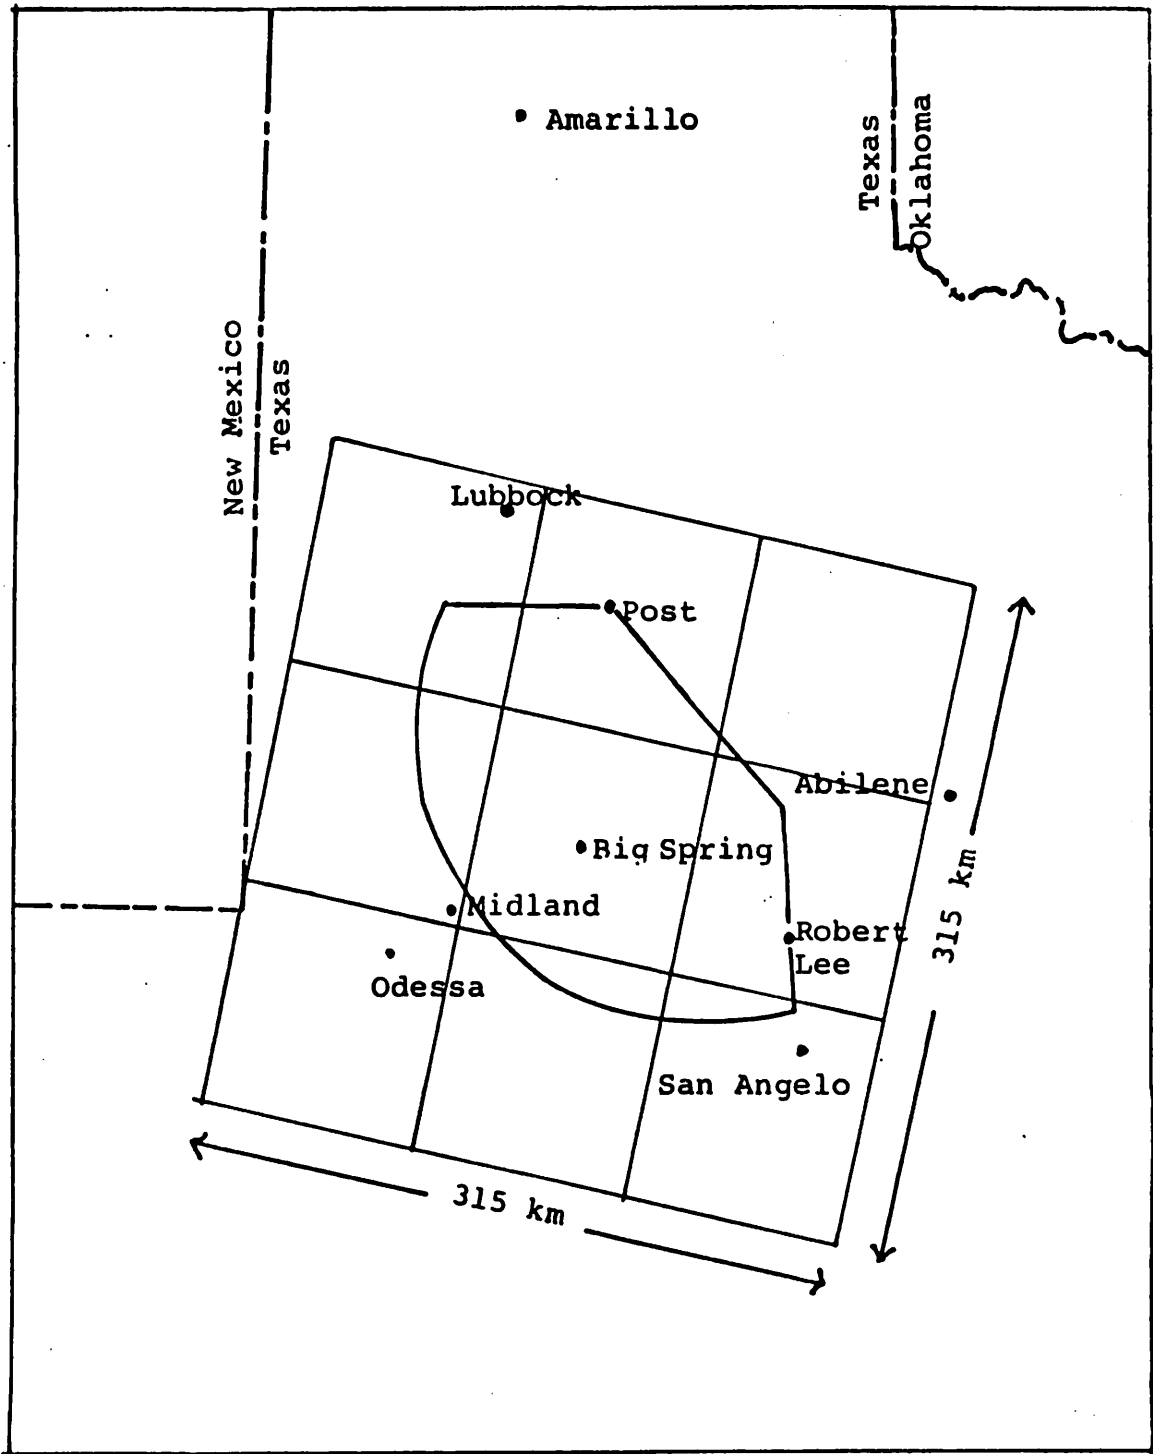 Amarillo
Texas
Oklahoma
New Mexico
Texas
Lubbock
Post
Abilene
Big Spring
Midland
Robert
Lee
Odessa
315 km
San Angelo
315 km